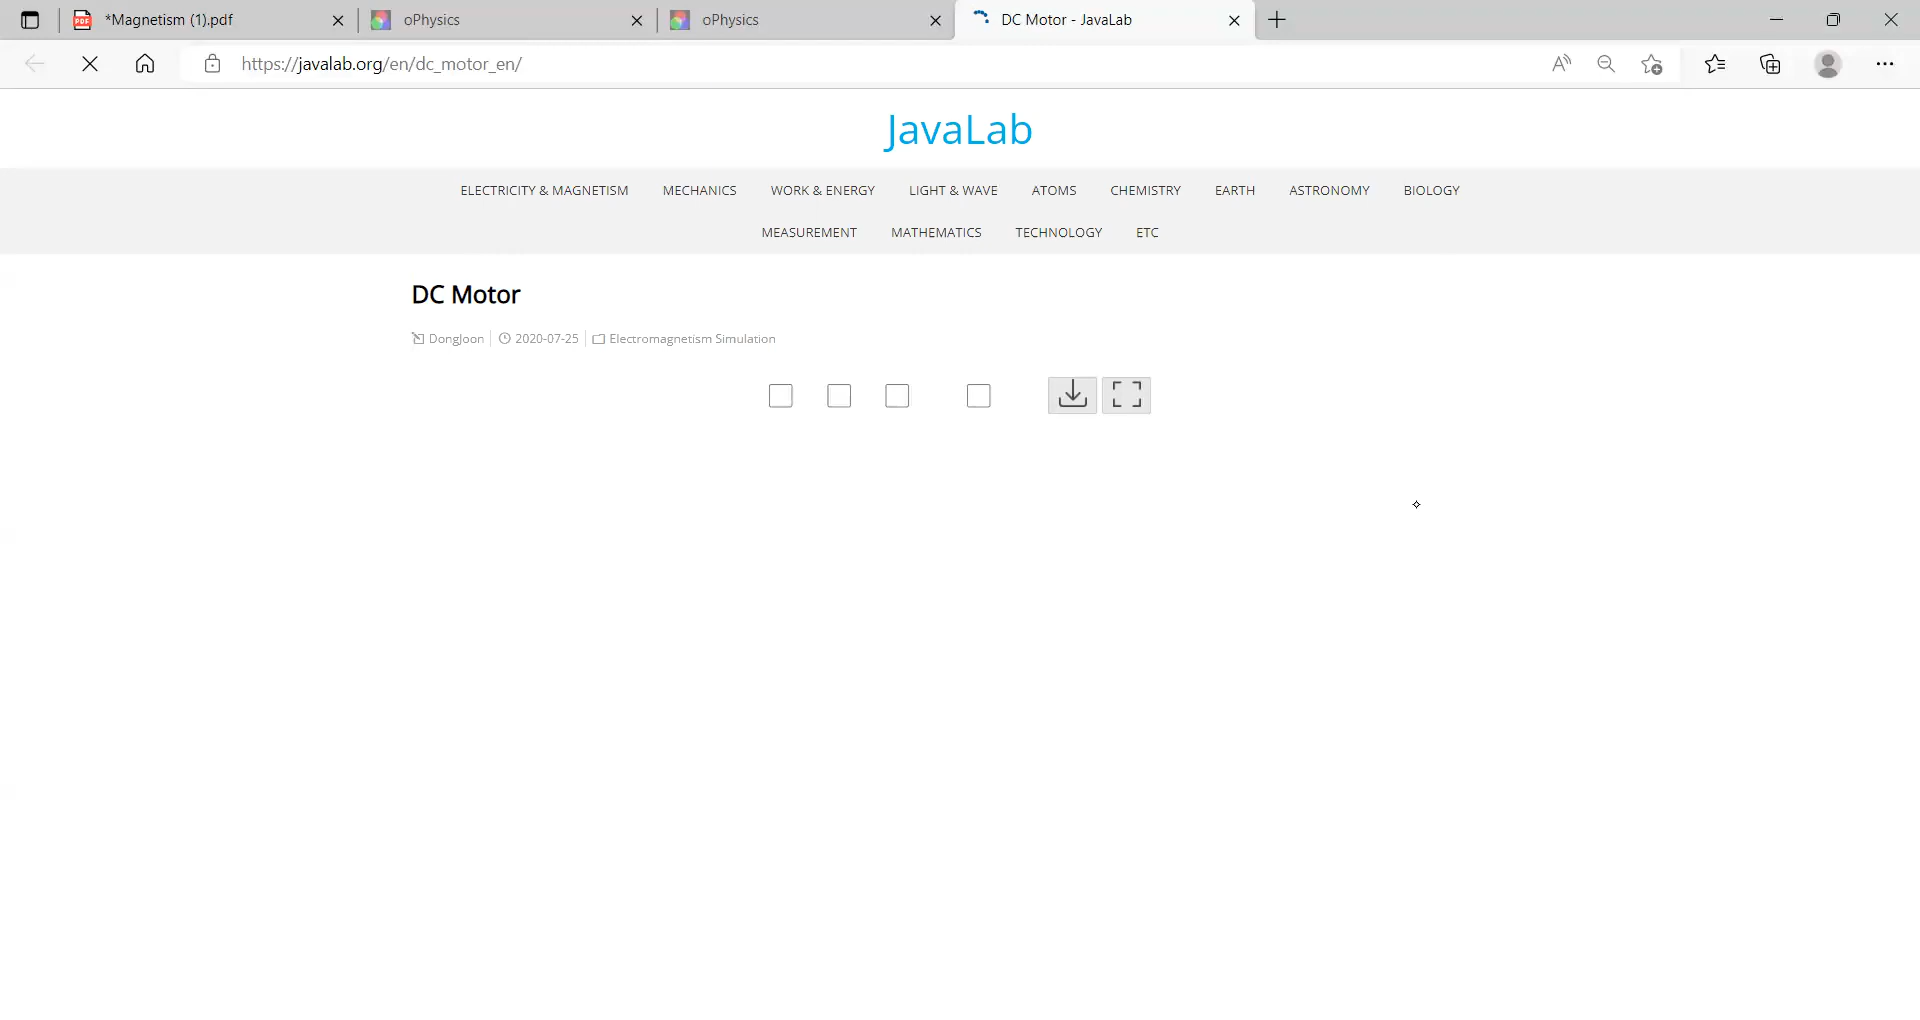 *Magnetism (1).pdf
oPhysics
oPhysics
DC Motor - JavaLab
https://javalab.org/en/dc_motor_en/
JavaLab
ELECTRICITY & MAGNETISM MECHANICS WORK & ENERGY LIGHT & WAVE ATOMS CHEMISTRY EARTH ASTRONOMY BIOLOGY
MEASUREMENT MATHEMATICS TECHNOLOGY ETC
DC Motor
DongJoon 2020-07-25 Electromagnetism Simulation